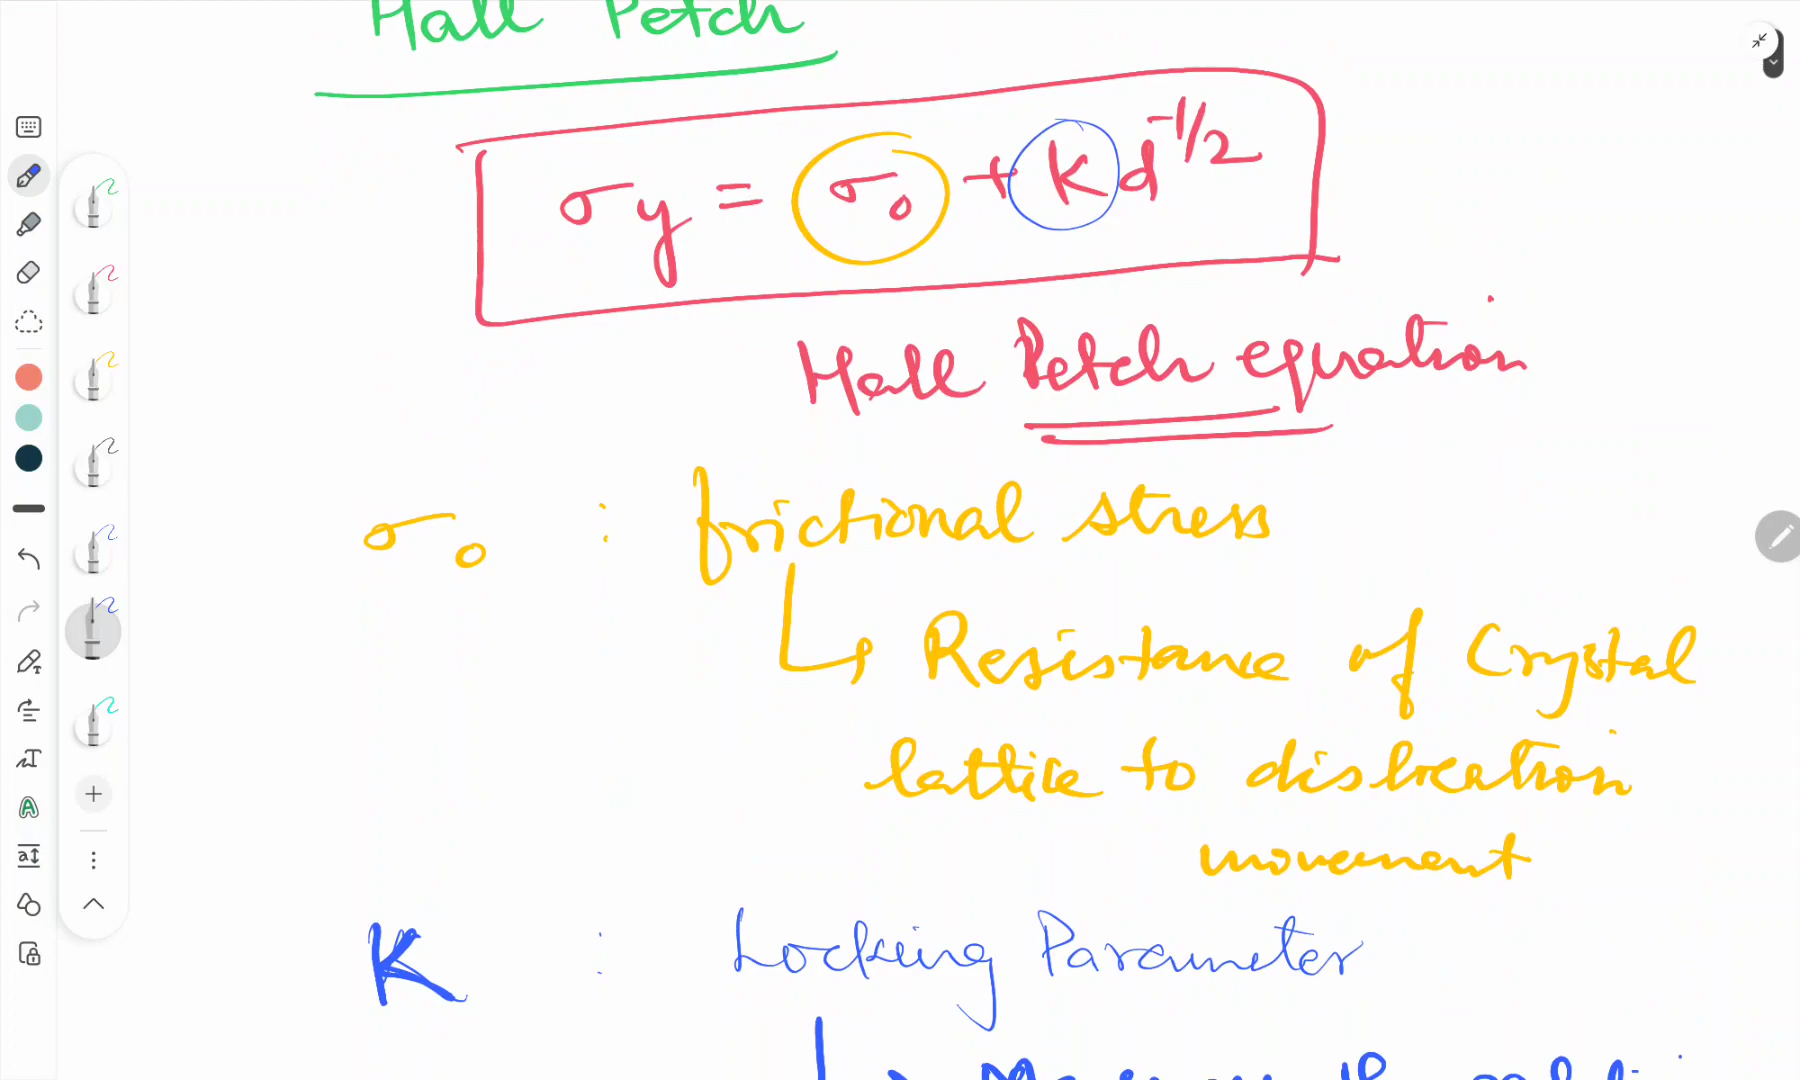 Hall Petch
σy = σ₀ + K d^-1/2
Hall Petch equation
σ₀ : frictional stress
↳ Resistance of Crystal
lattice to dislocation
movement
K : Locking Parameter